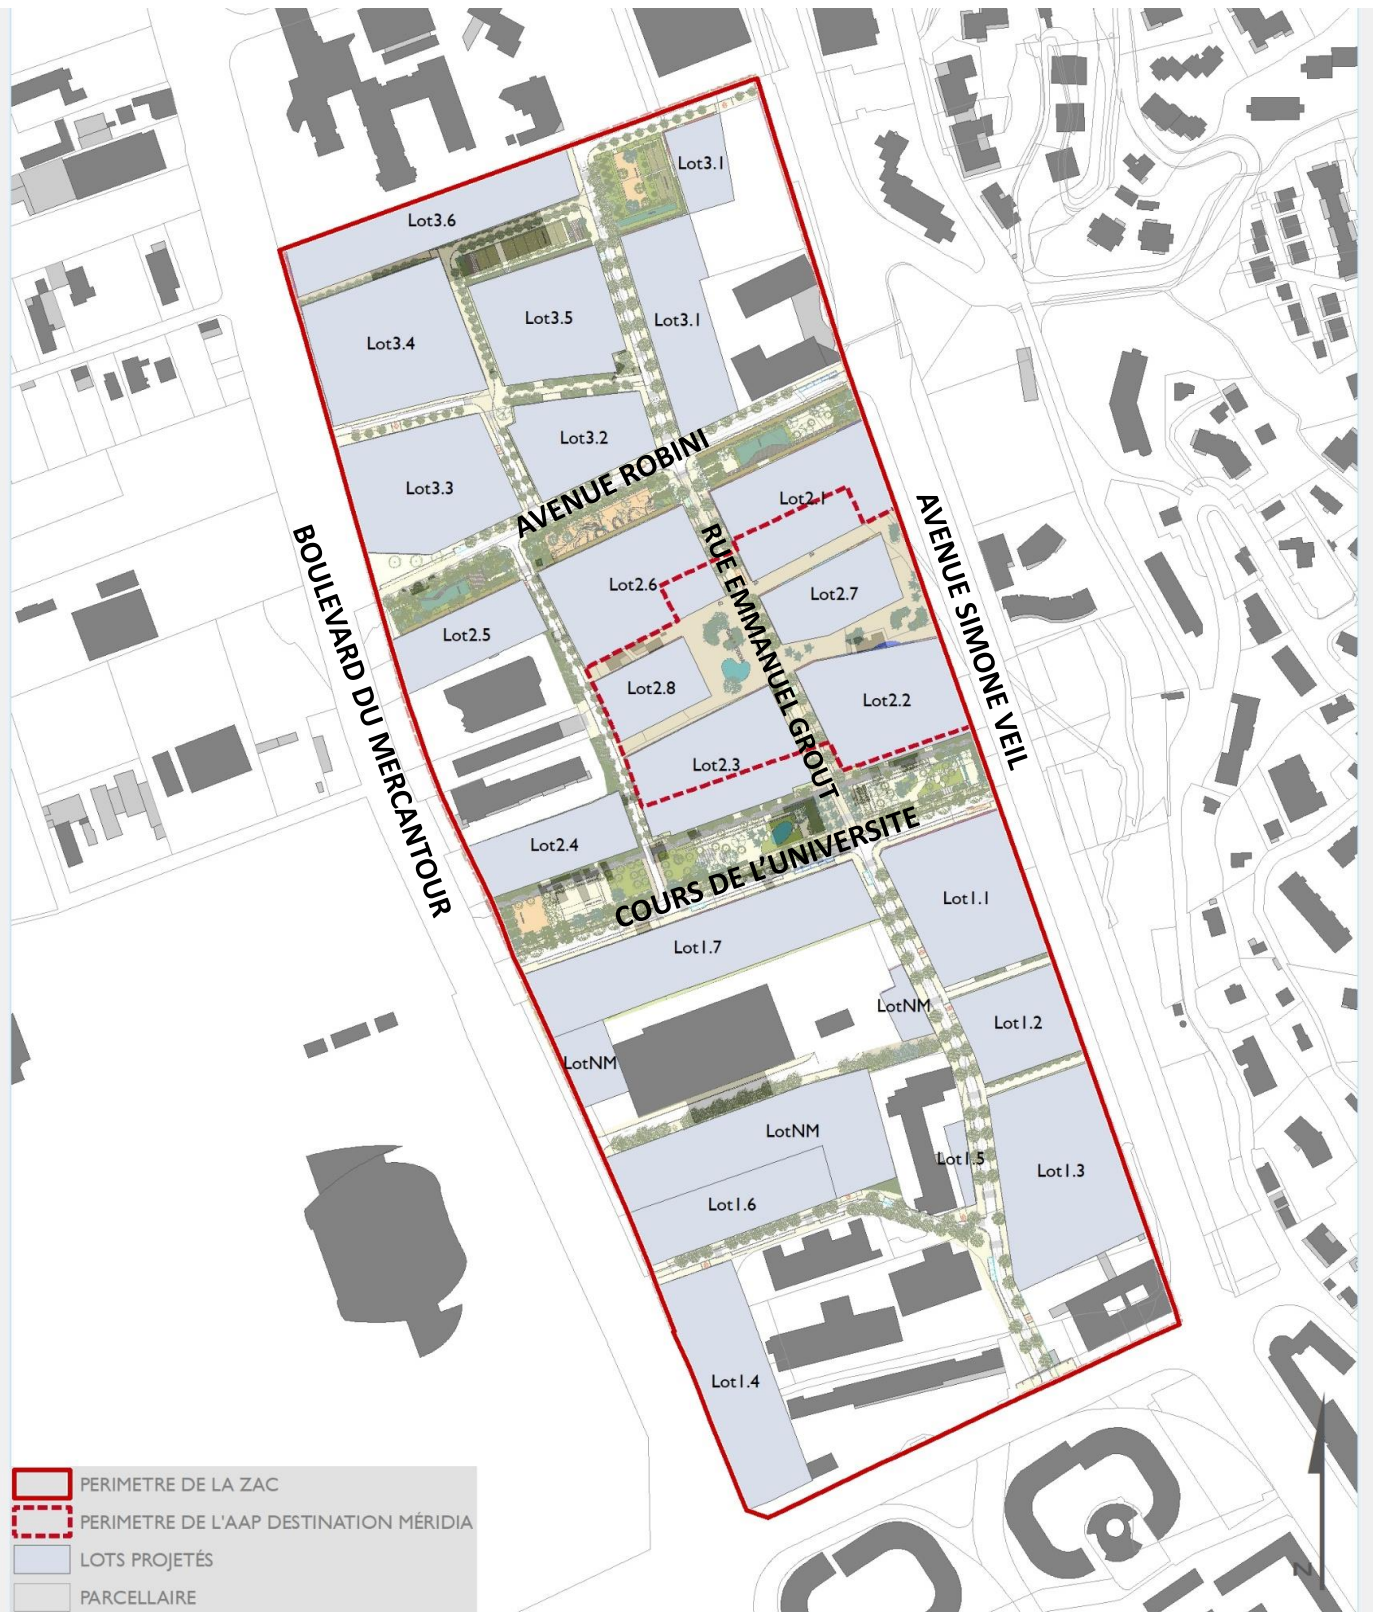 Lot3.1
Lot3.6
Lot3.5
Lot3.1
Lot3.4
Lot3.2
Lot3.3
AVENUE ROBINI
Lot2.1
BOULEVARD DU MERCANTOUR
RUE EMMANUEL GROUT
AVENUE SIMONE VEIL
Lot2.6
Lot2.7
Lot2.5
Lot2.8
Lot2.2
Lot2.3
Lot2.4
COURS DE L'UNIVERSITE
Lot1.1
Lot1.7
LotNM
Lot1.2
LotNM
LotNM
Lot1.5
Lot1.3
Lot1.6
Lot1.4
PERIMETRE DE LA ZAC
PERIMETRE DE L'AAP DESTINATION MÉRIDIA
LOTS PROJETÉS
PARCELLAIRE
N